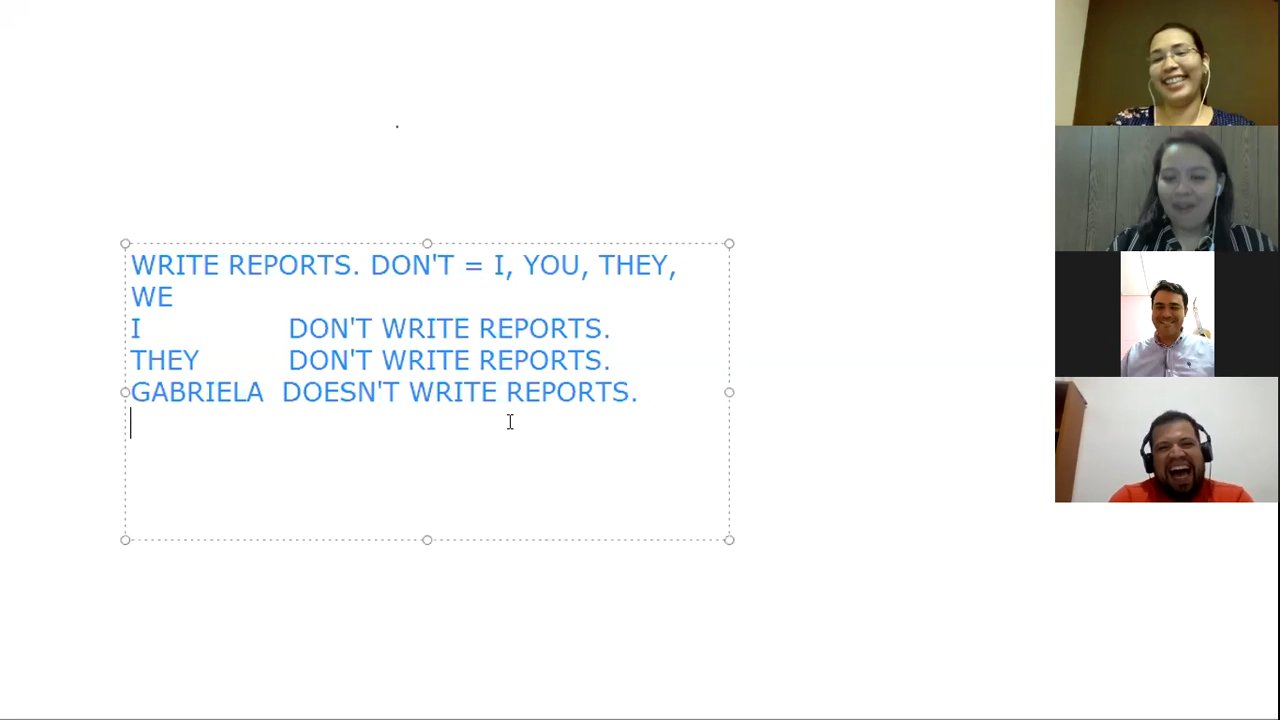 WRITE REPORTS. DON'T = I, YOU, THEY,
WE
I DON'T WRITE REPORTS.
THEY DON'T WRITE REPORTS.
GABRIELA DOESN'T WRITE REPORTS.